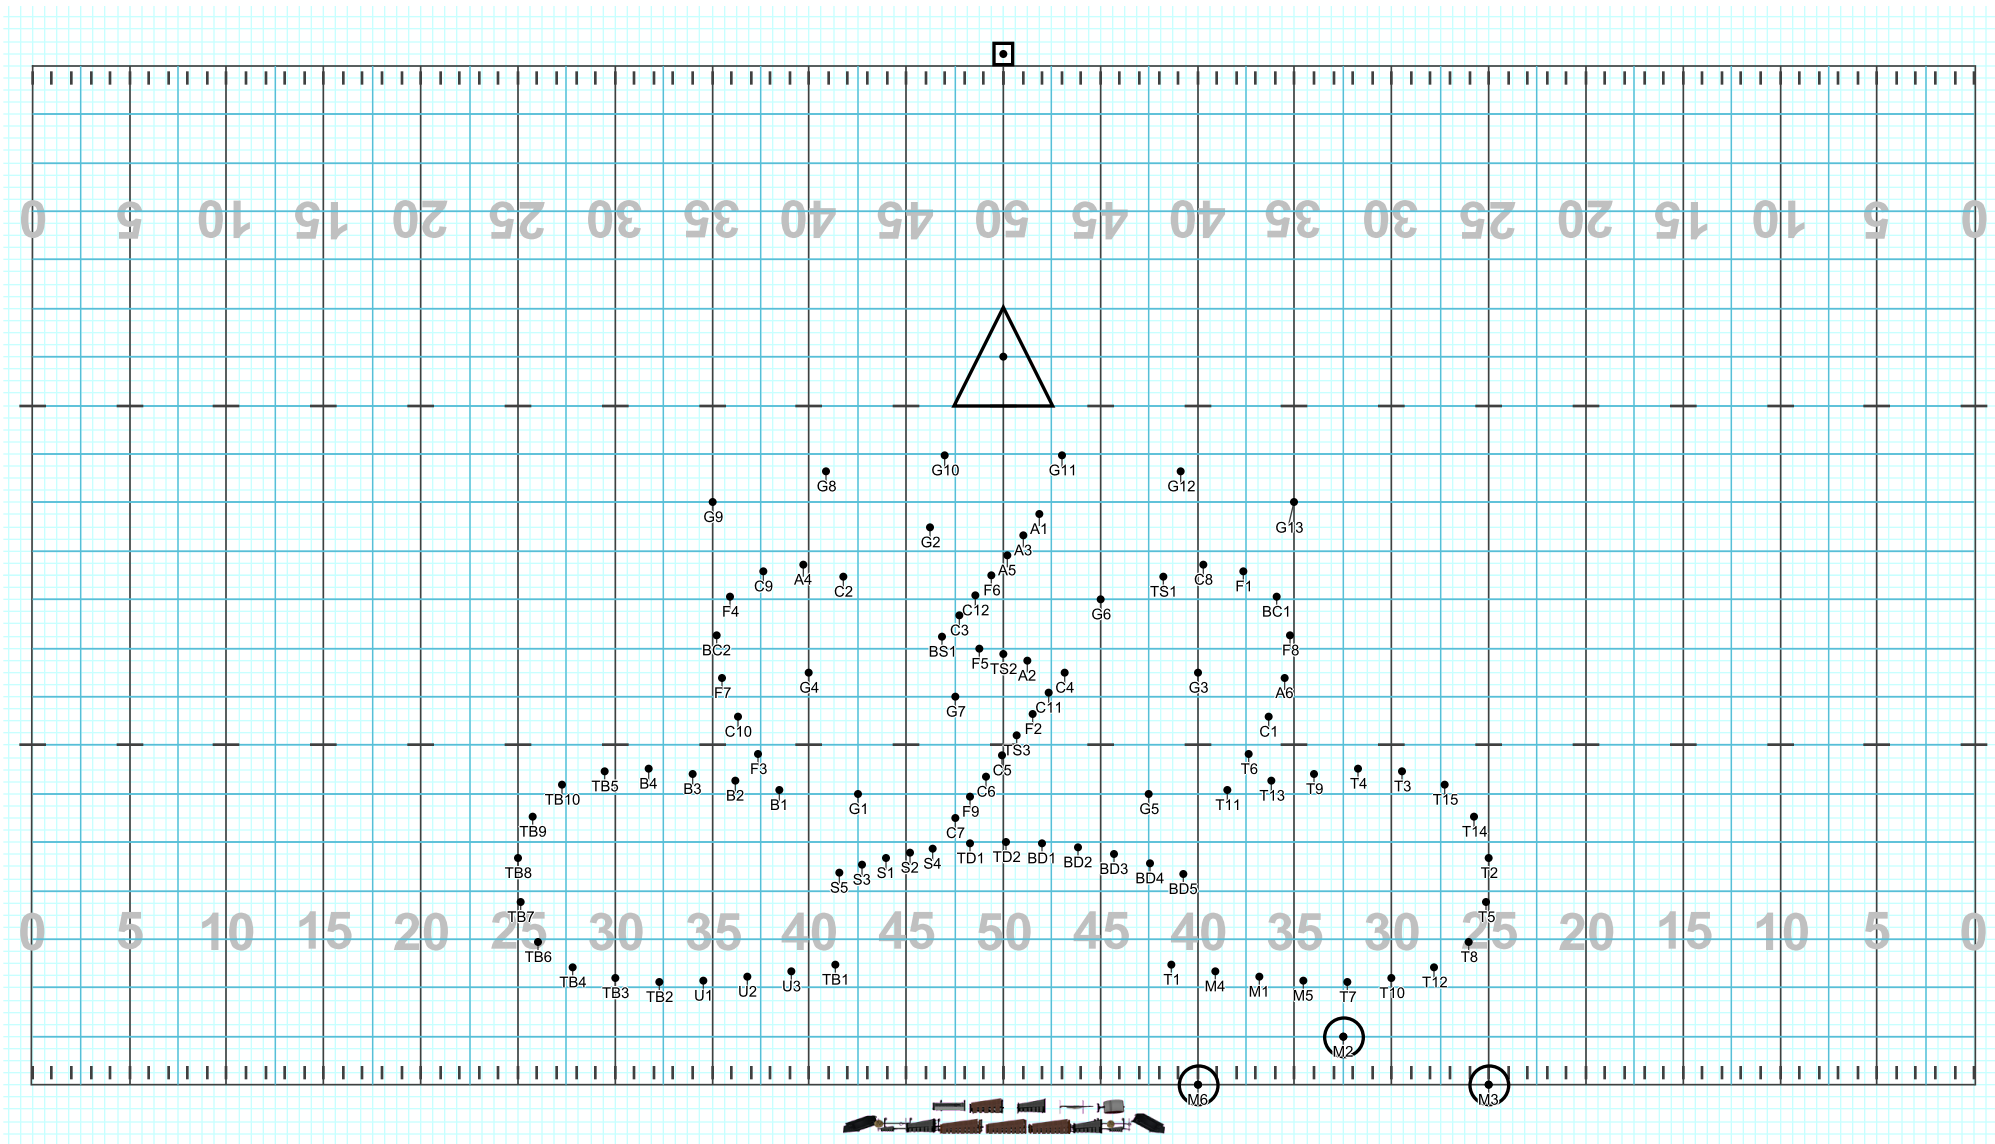 0 5 10 15 20 25 30 35 40 45 50 45 40 35 30 25 20 15 10 5 0
G10 G11
G8 G12
G9 G13
A1
G2
A3
A5
C9 A4 C2 F6 TS1 C8 F1
F4 C12 G6 BC1
C3
BC2 BS1 F8
F5 TS2 A2
F7 G4 C4 G3 A6
G7 C11
C10 F2 C1
TS3
F3 C5 T6
TB10 TB5 B4 B3 B2 B1 G1 C6 G5 T11 T13 T9 T4 T3 T15
F9
TB9 C7 T14
TB8 S5 S3 S1 S2 S4 TD1 TD2 BD1 BD2 BD3 BD4 BD5 T2
TB7 T5
0 5 10 15 20 25 30 35 40 45 50 45 40 35 30 25 20 15 10 5 0
TB6 T8
TB4 TB3 TB2 U1 U2 U3 TB1 T1 M4 M1 M5 T7 T10 T12
M2
M6 M3